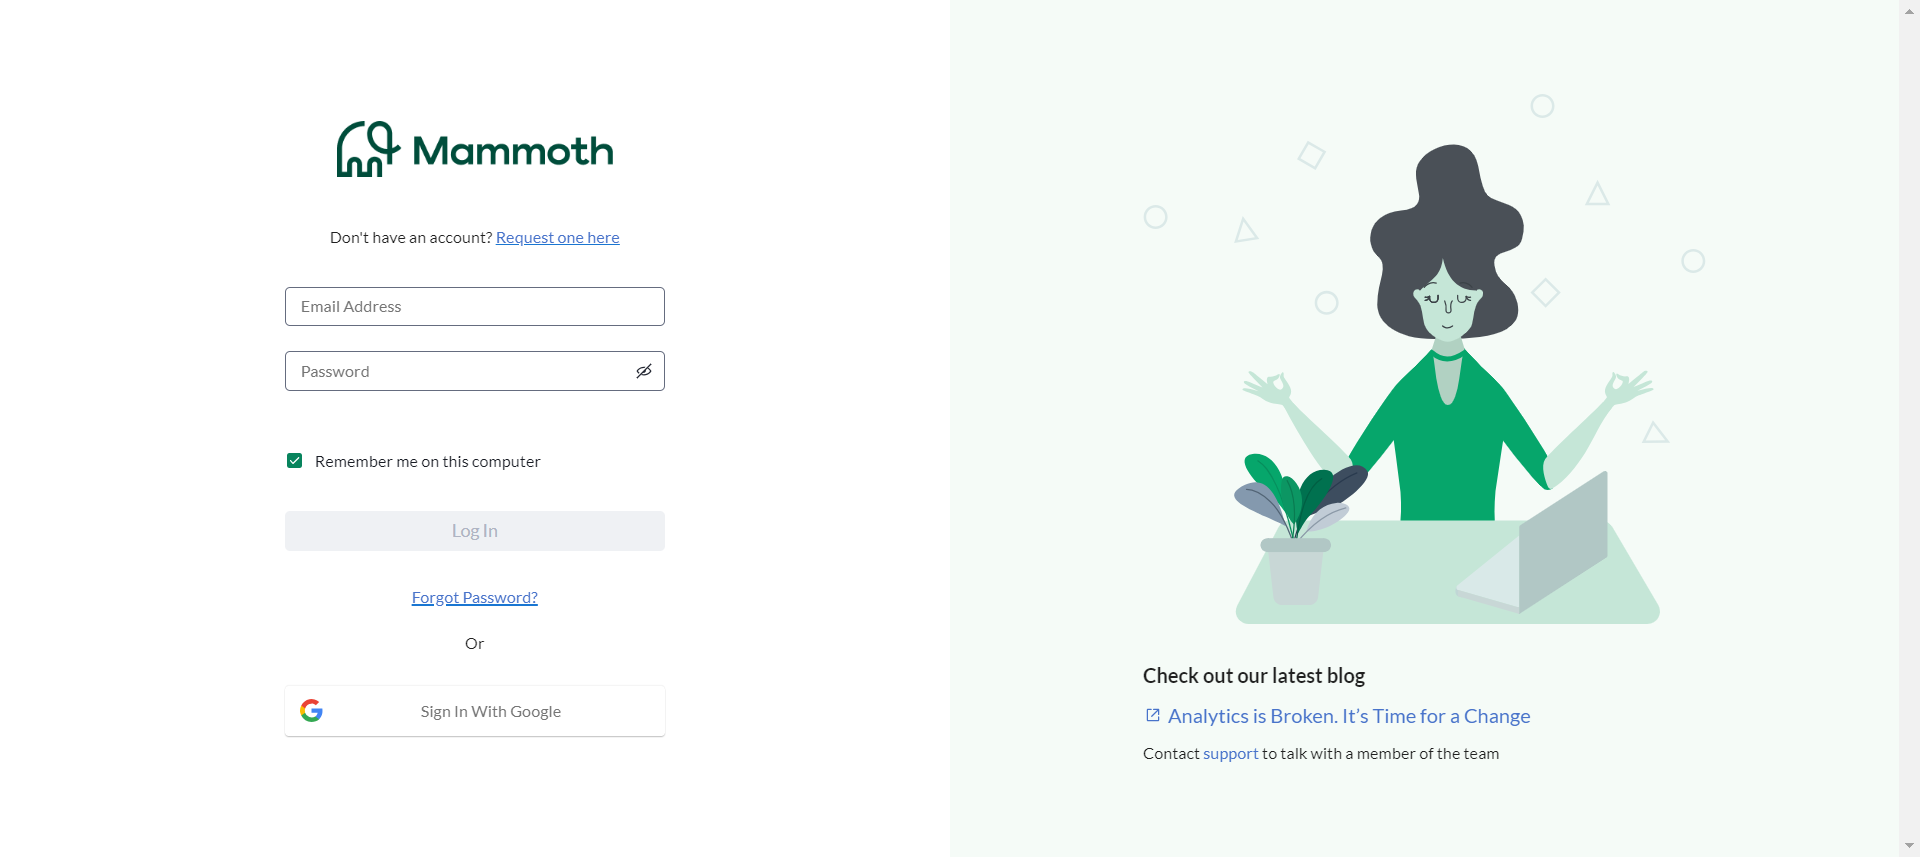 Mammoth
Don't have an account? Request one here
Email Address
Password
Remember me on this computer
Log In
Forgot Password?
Or
Sign In With Google
Check out our latest blog
Analytics is Broken. It’s Time for a Change
Contact support to talk with a member of the team